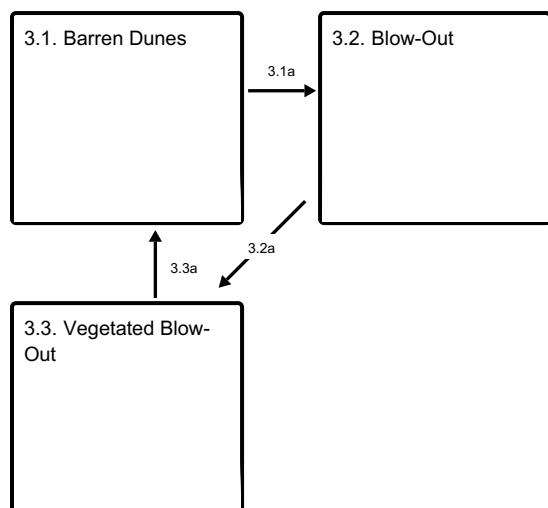 3.1. Barren Dunes
3.2. Blow-Out
3.1a
3.2a
3.3a
3.3. Vegetated Blow-
Out